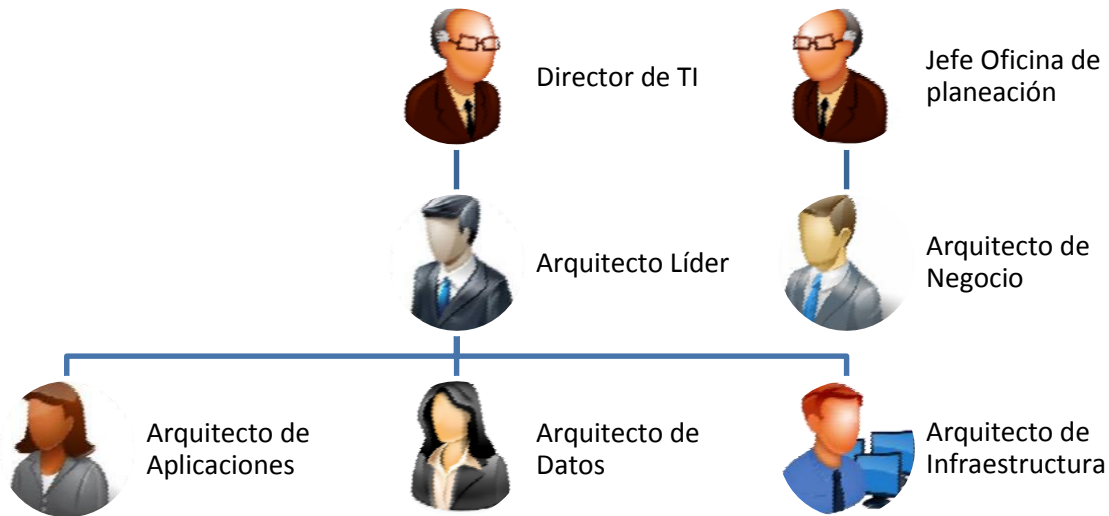 Director de TI
Jefe Oficina de
planeación
Arquitecto Líder
Arquitecto de
Negocio
Arquitecto de
Aplicaciones
Arquitecto de
Datos
Arquitecto de
Infraestructura